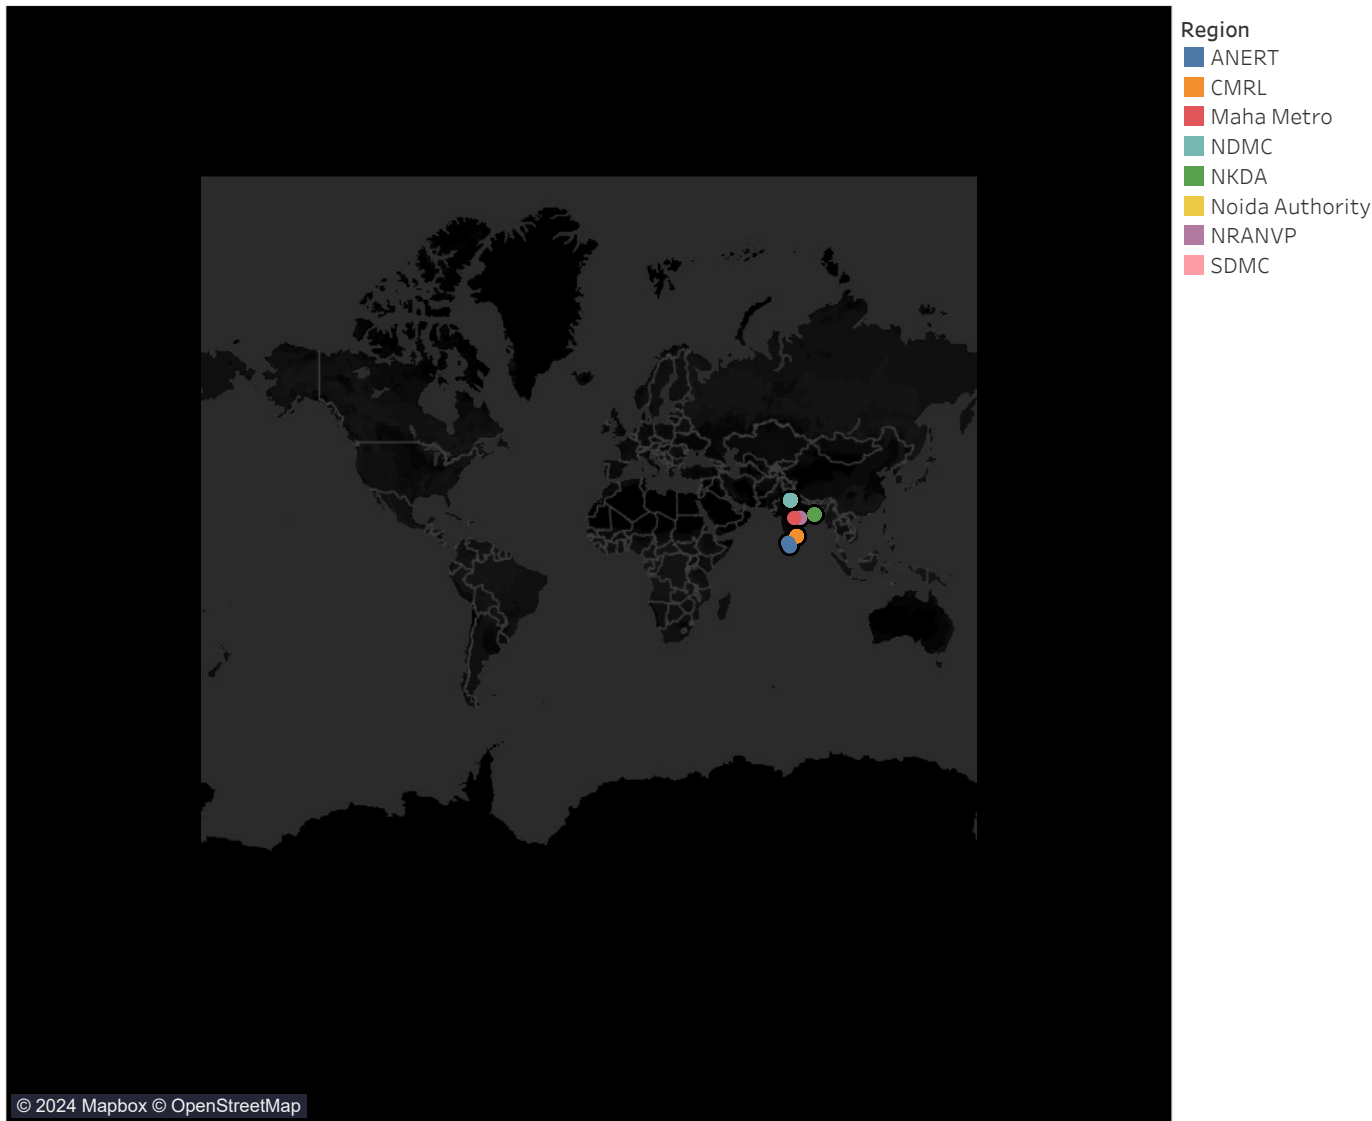 Region
ANERT
CMRL
Maha Metro
NDMC
NKDA
Noida Authority
NRANVP
SDMC
© 2024 Mapbox © OpenStreetMap